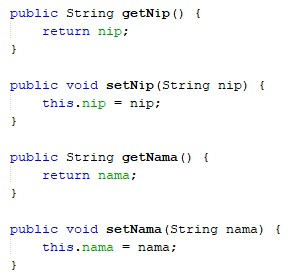 public String getNip() {
    return nip;
}

public void setNip(String nip) {
    this.nip = nip;
}

public String getNama() {
    return nama;
}

public void setNama(String nama) {
    this.nama = nama;
}